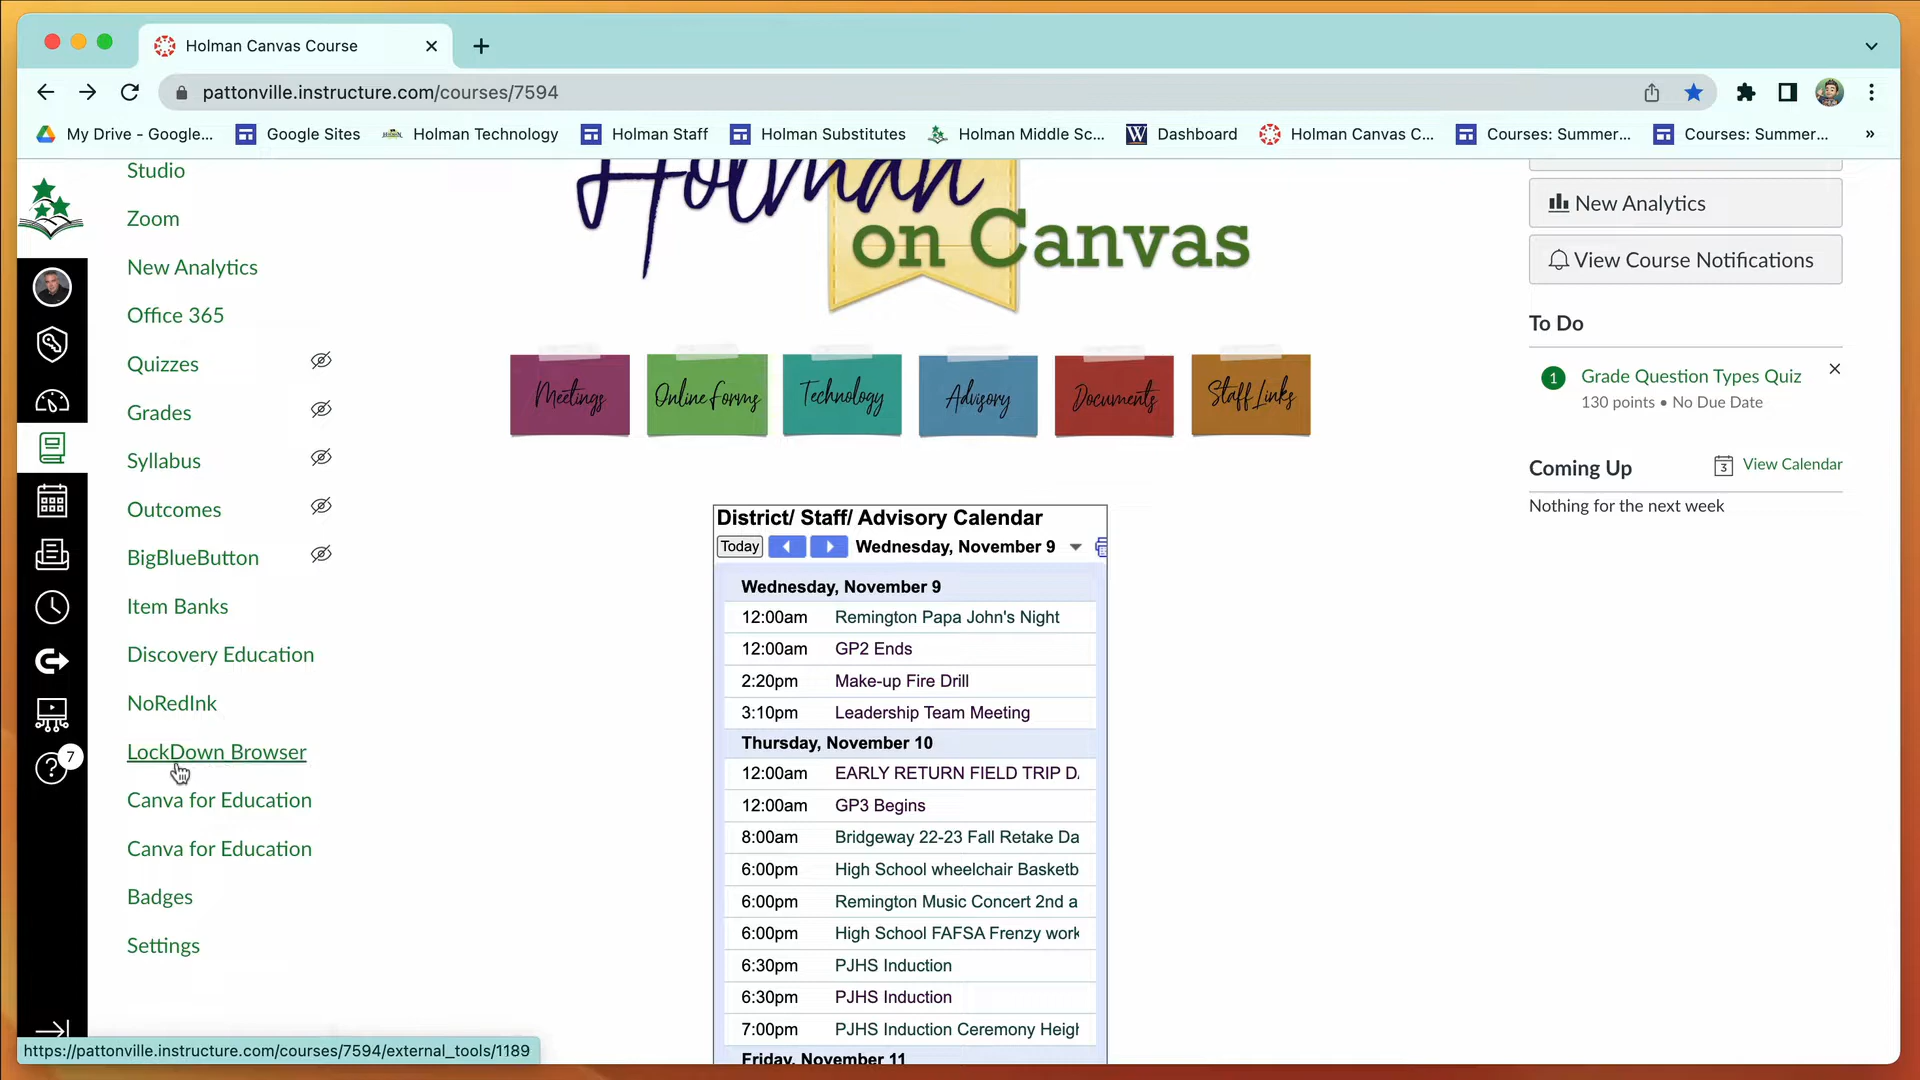 Holman Canvas Course
pattonville.instructure.com/courses/7594
My Drive - Google...
Google Sites
Holman Technology
Holman Staff
Holman Substitutes
Holman Middle Sc...
W Dashboard
Holman Canvas C...
Courses: Summer...
Courses: Summer...
»
Studio
Zoom
New Analytics
Office 365
Quizzes
Grades
Syllabus
Outcomes
BigBlueButton
Item Banks
Discovery Education
NoRedInk
LockDown Browser
Canva for Education
Canva for Education
Badges
Settings
7
Holman
on Canvas
Meetings
Online Forms
Technology
Advisory
Documents
Staff Links
District/ Staff/ Advisory Calendar
Today Wednesday, November 9
Wednesday, November 9
12:00am Remington Papa John's Night
12:00am GP2 Ends
2:20pm Make-up Fire Drill
3:10pm Leadership Team Meeting
Thursday, November 10
12:00am EARLY RETURN FIELD TRIP D
12:00am GP3 Begins
8:00am Bridgeway 22-23 Fall Retake Da
6:00pm High School wheelchair Basketb
6:00pm Remington Music Concert 2nd a
6:00pm High School FAFSA Frenzy work
6:30pm PJHS Induction
6:30pm PJHS Induction
7:00pm PJHS Induction Ceremony Heigh
Friday, November 11
New Analytics
View Course Notifications
To Do
1 Grade Question Types Quiz
130 points • No Due Date
Coming Up
3 View Calendar
Nothing for the next week
https://pattonville.instructure.com/courses/7594/external_tools/1189